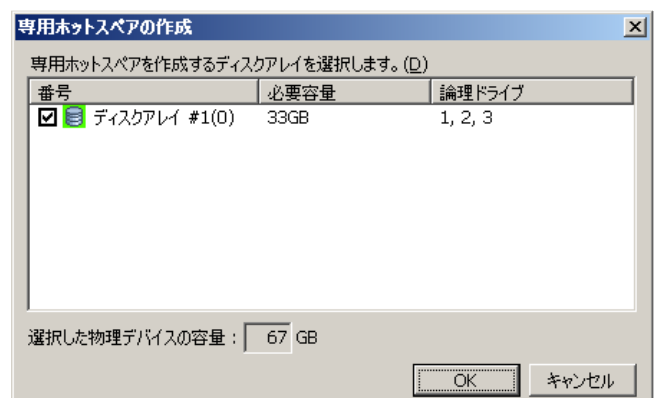 専用ホットスペアの作成
専用ホットスペアを作成するディスクアレイを選択します。(D)
番号 必要容量 論理ドライブ
ディスクアレイ #1(0) 33GB 1, 2, 3
選択した物理デバイスの容量： 67 GB
OK キャンセル